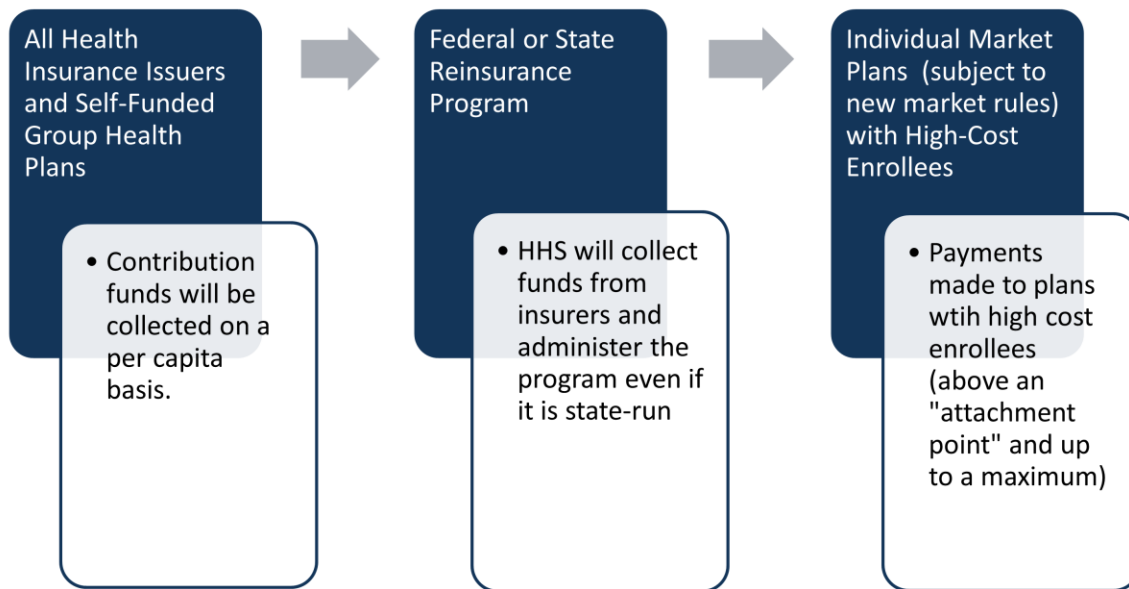 All Health
Insurance Issuers
and Self-Funded
Group Health
Plans
• Contribution
funds will be
collected on a
per capita
basis.
Federal or State
Reinsurance
Program
• HHS will collect
funds from
insurers and
administer the
program even if
it is state-run
Individual Market
Plans (subject to
new market rules)
with High-Cost
Enrollees
• Payments
made to plans
wtih high cost
enrollees
(above an
"attachment
point" and up
to a maximum)